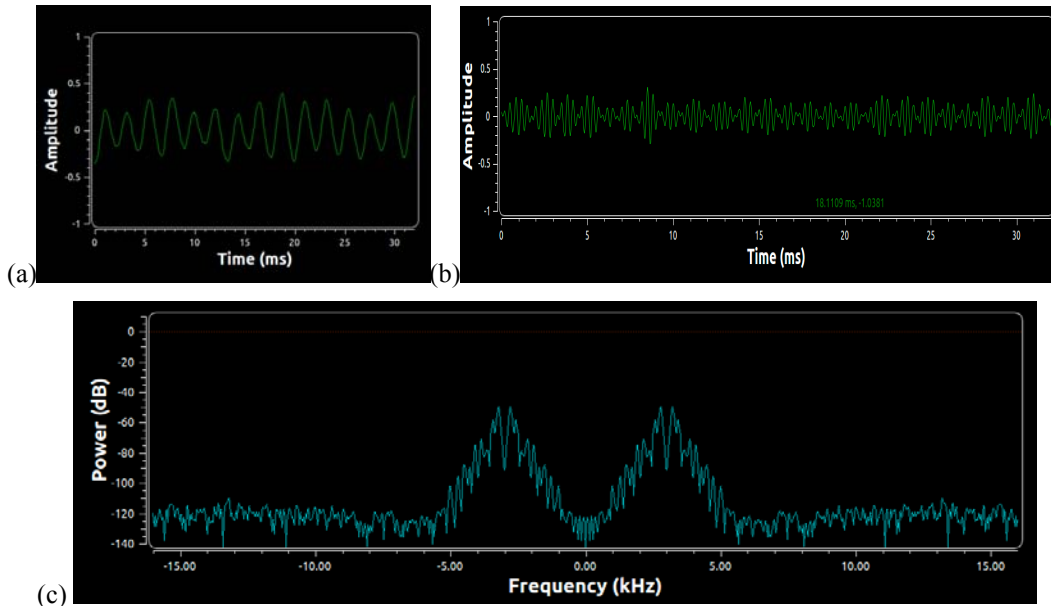 1
0.5
0
-0.5
-1
Amplitude
0 5 10 15 20 25 30
Time (ms)
(a)
1
0.5
0
-0.5
-1
Amplitude
18.1109 ms, -1.0381
0 5 10 15 20 25 30
Time (ms)
(b)
0
-20
-40
-60
-80
-100
-120
-140
Power (dB)
-15.00 -10.00 -5.00 0.00 5.00 10.00 15.00
Frequency (kHz)
(c)